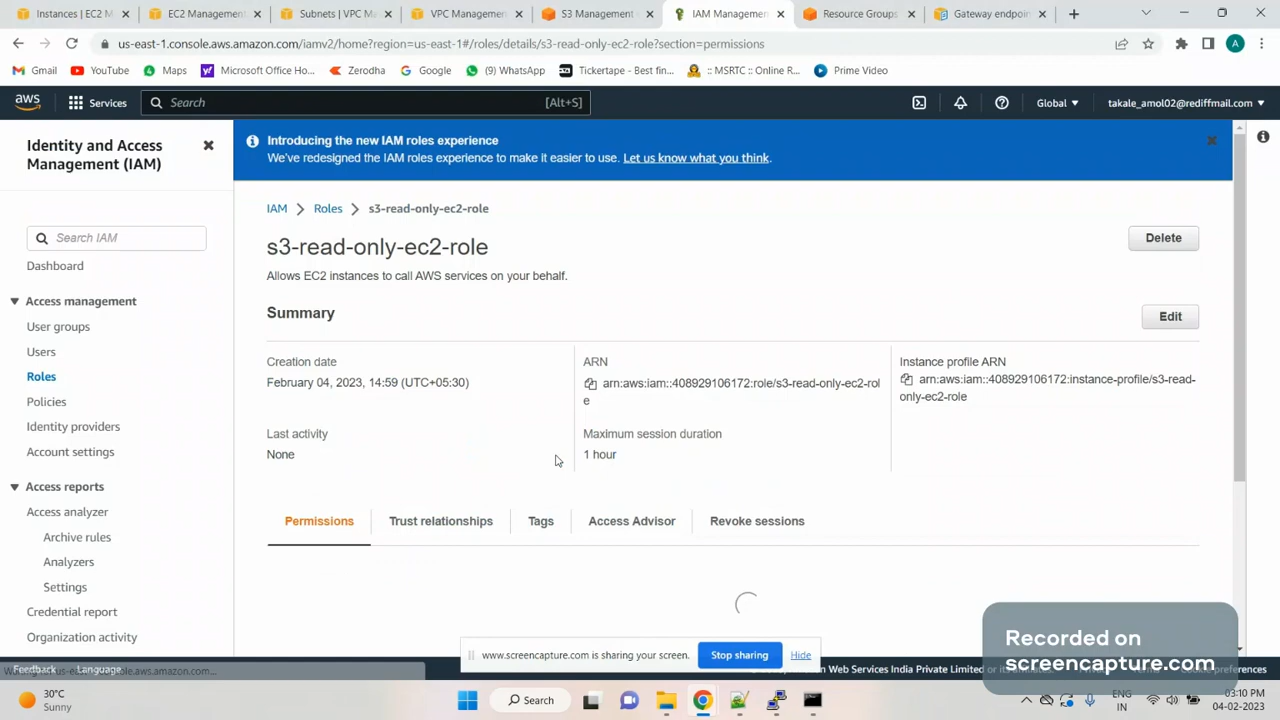 Instances | EC2
EC2 Management
Subnets | VPC M
VPC Management
S3 Management
IAM Management
Resource Groups
Gateway endpoin
us-east-1.console.aws.amazon.com/iamv2/home?region=us-east-1#/roles/details/s3-read-only-ec2-role?section=permissions
Gmail
YouTube
Maps
Microsoft Office Ho...
Zerodha
Google
(9) WhatsApp
Tickertape - Best fin...
:: MSRTC :: Online R...
Prime Video
aws
Services
Search
[Alt+S]
Global
takale_amol02@rediffmail.com
Identity and Access
Management (IAM)
Search IAM
Dashboard
Access management
User groups
Users
Roles
Policies
Identity providers
Account settings
Access reports
Access analyzer
Archive rules
Analyzers
Settings
Credential report
Organization activity
Introducing the new IAM roles experience
We've redesigned the IAM roles experience to make it easier to use. Let us know what you think.
IAM > Roles > s3-read-only-ec2-role
s3-read-only-ec2-role
Delete
Allows EC2 instances to call AWS services on your behalf.
Summary
Edit
Creation date
February 04, 2023, 14:59 (UTC+05:30)
ARN
arn:aws:iam::408929106172:role/s3-read-only-ec2-rol
e
Instance profile ARN
arn:aws:iam::408929106172:instance-profile/s3-read-
only-ec2-role
Last activity
None
Maximum session duration
1 hour
Permissions
Trust relationships
Tags
Access Advisor
Revoke sessions
www.screencapture.com is sharing your screen.
Stop sharing
Hide
Recorded on
screencapture.com
Feedback
Language
Web Services India Private Limited or its
preferences
30°C
Sunny
Search
ENG
IN
03:10 PM
04-02-2023